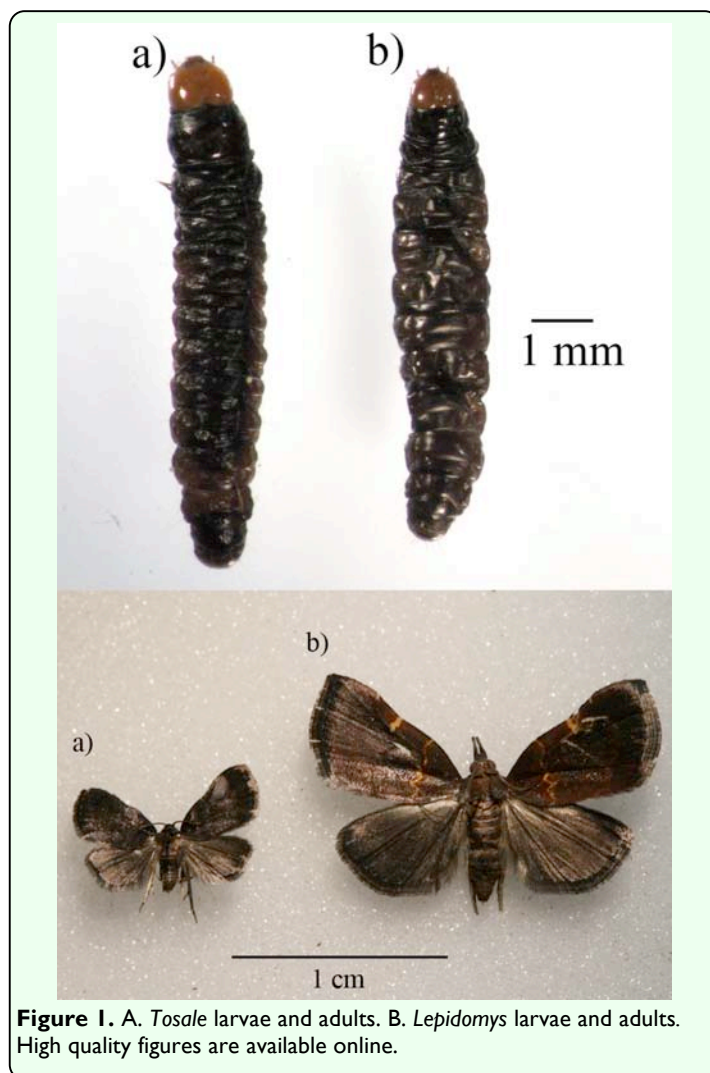 a)
b)
1 mm
a)
b)
1 cm
Figure 1. A. Tosale larvae and adults. B. Lepidomys larvae and adults.
High quality figures are available online.